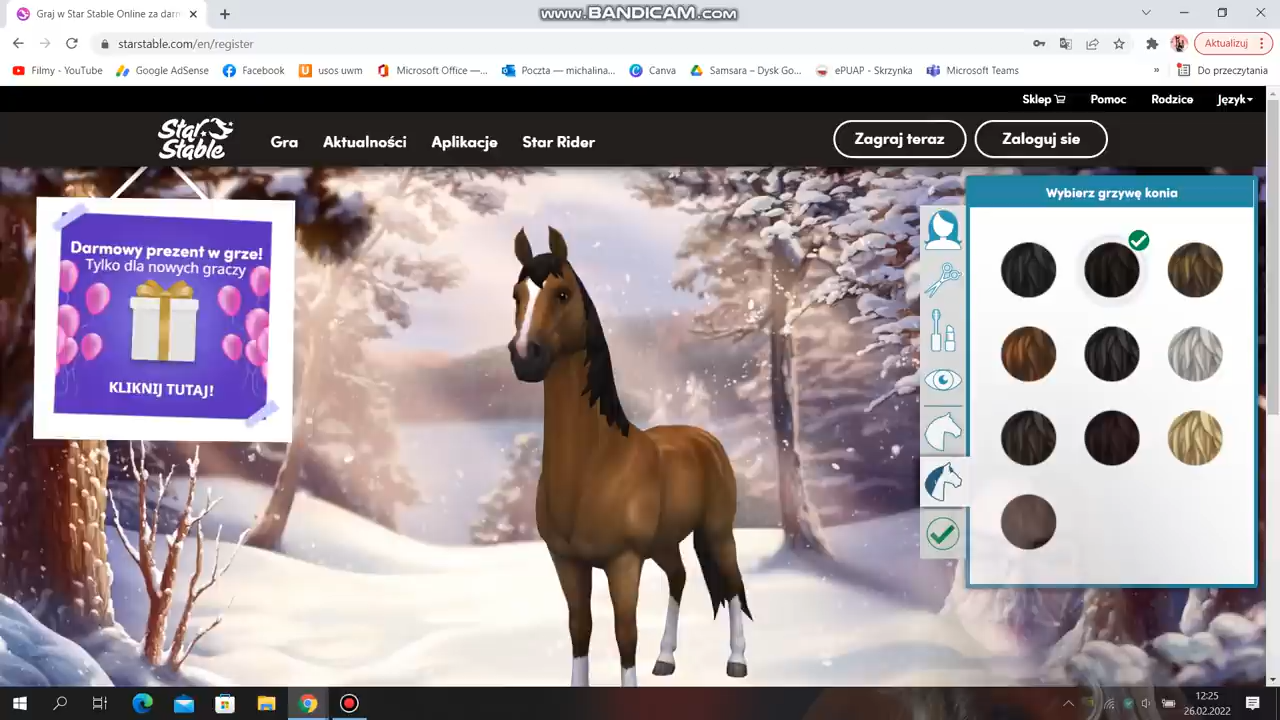 www.BANDICAM.com
Graj w Star Stable Online za darm
starstable.com/en/register
Aktualizuj
Filmy - YouTube
Google AdSense
Facebook
usos uwm
Microsoft Office —...
Poczta — michalina...
Canva
Samsara – Dysk Go...
ePUAP - Skrzynka
Microsoft Teams
»
Do przeczytania
Sklep
Pomoc
Rodzice
Język
Star Stable
Gra
Aktualności
Aplikacje
Star Rider
Zagraj teraz
Zaloguj sie
Wybierz grzywę konia
Darmowy prezent w grze!
Tylko dla nowych graczy
KLIKNIJ TUTAJ!
12:25
26.02.2022